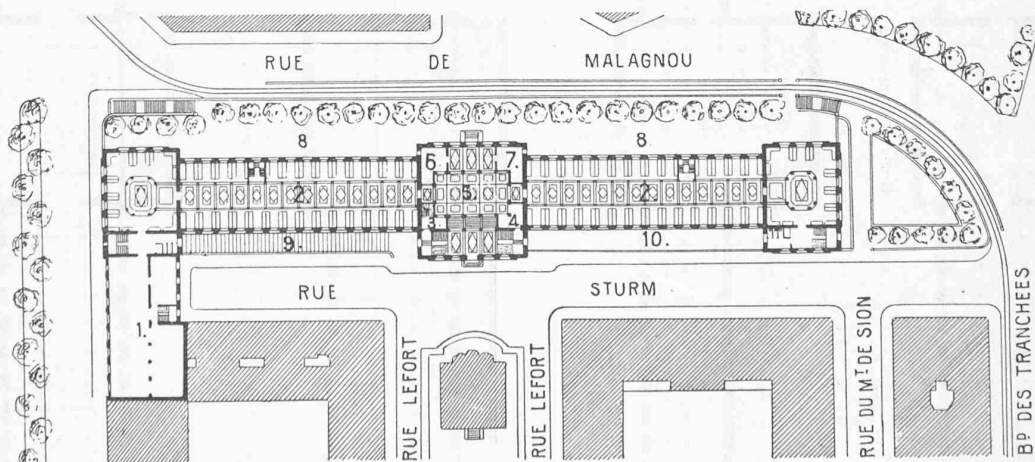 RUE DE MALAGNOU
8 8
6 7
2. 5. 2.
3 4
9. 10.
RUE STURM
1.
RUE LEFORT
RUE LEFORT
RUE DU MT DE SION
BD DES TRANCHEES